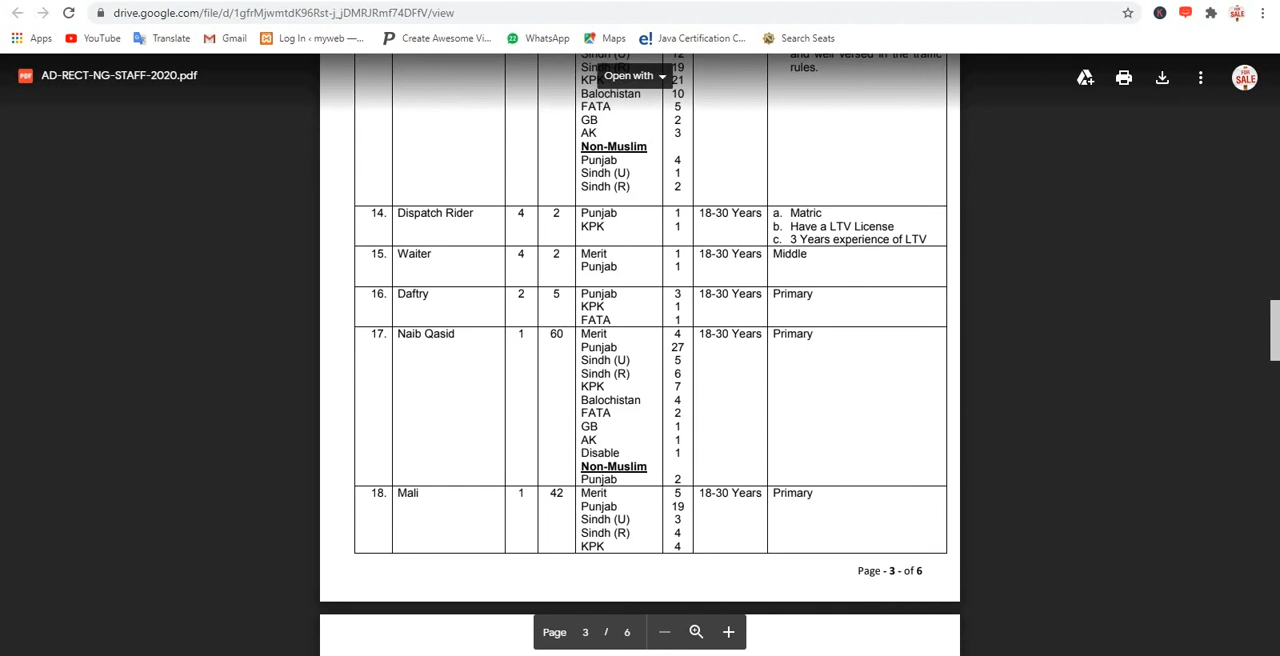 drive.google.com/file/d/1gfrMjwmtdK96Rst-j_jDMRJRmf74DFfV/view
Apps YouTube Translate Gmail Log In ‹ myweb —... Create Awesome Vi... WhatsApp Maps e! Java Certification C... Search Seats
PDF AD-RECT-NG-STAFF-2020.pdf
Open with
FOR SALE
Sindh (U) 12 and well versed in the traffic
Sindh (R) 19 rules.
KPK 21
Balochistan 10
FATA 5
GB 2
AK 3
Non-Muslim
Punjab 4
Sindh (U) 1
Sindh (R) 2
14. Dispatch Rider 4 2 Punjab 1 18-30 Years a. Matric
KPK 1 b. Have a LTV License
c. 3 Years experience of LTV
15. Waiter 4 2 Merit 1 18-30 Years Middle
Punjab 1
16. Daftry 2 5 Punjab 3 18-30 Years Primary
KPK 1
FATA 1
17. Naib Qasid 1 60 Merit 4 18-30 Years Primary
Punjab 27
Sindh (U) 5
Sindh (R) 6
KPK 7
Balochistan 4
FATA 2
GB 1
AK 1
Disable 1
Non-Muslim
Punjab 2
18. Mali 1 42 Merit 5 18-30 Years Primary
Punjab 19
Sindh (U) 3
Sindh (R) 4
KPK 4
Page - 3 - of 6
Page 3 / 6